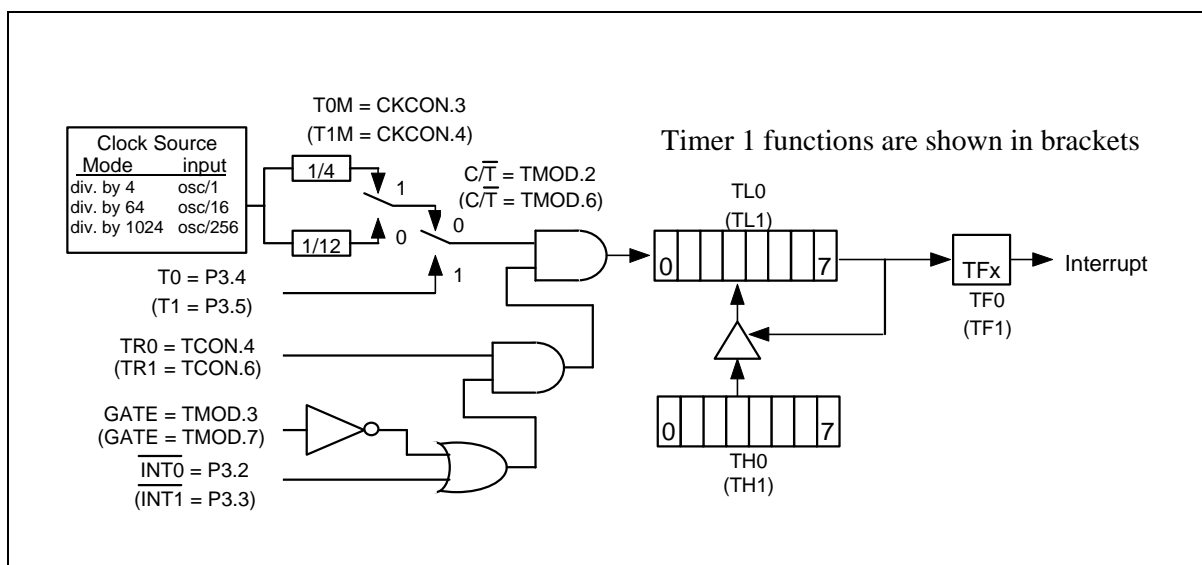 T0M = CKCON.3
(T1M = CKCON.4)
Timer 1 functions are shown in brackets
Clock Source
Mode input
div. by 4 osc/1
div. by 64 osc/16
div. by 1024 osc/256
1/4
1/12
1
0
C/T̅ = TMOD.2
(C/T̅ = TMOD.6)
0
1
T0 = P3.4
(T1 = P3.5)
TL0
(TL1)
0 7
TFx
Interrupt
TF0
(TF1)
TR0 = TCON.4
(TR1 = TCON.6)
GATE = TMOD.3
(GATE = TMOD.7)
I̅N̅T̅0̅ = P3.2
(I̅N̅T̅1̅ = P3.3)
0 7
TH0
(TH1)